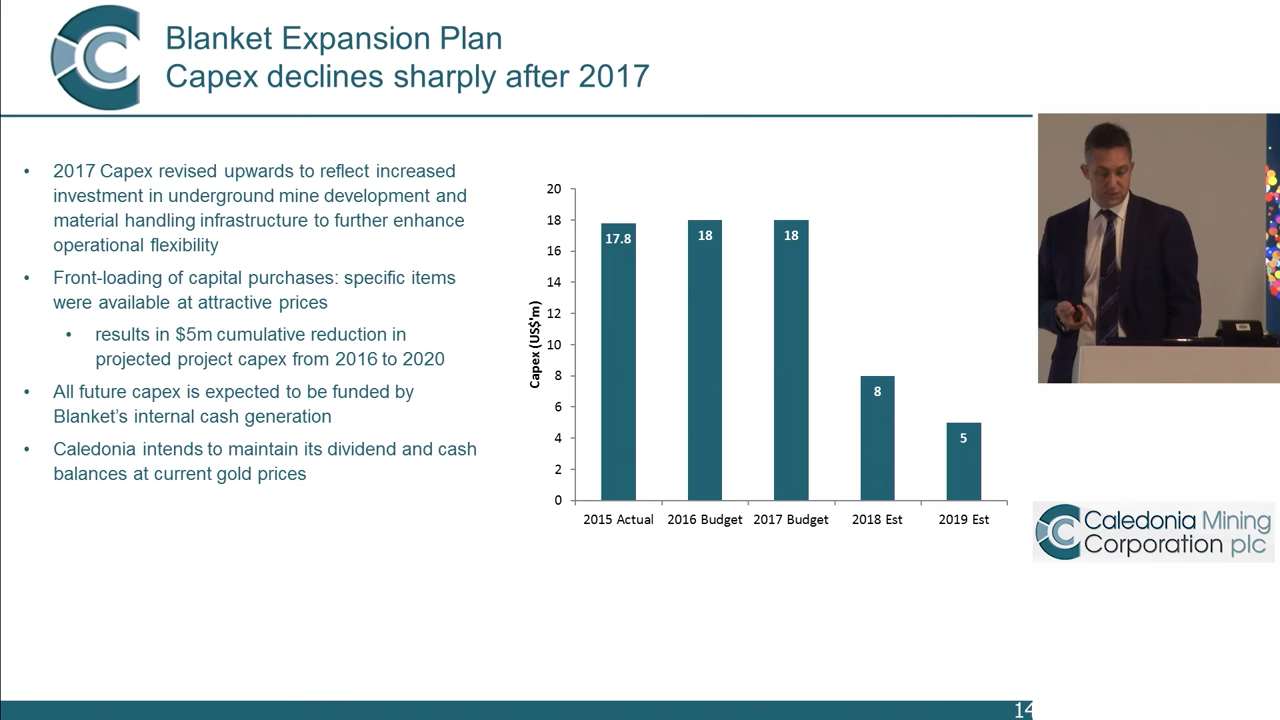 Blanket Expansion Plan
Capex declines sharply after 2017
• 2017 Capex revised upwards to reflect increased
investment in underground mine development and
material handling infrastructure to further enhance
operational flexibility
• Front-loading of capital purchases: specific items
were available at attractive prices
• results in $5m cumulative reduction in
projected project capex from 2016 to 2020
• All future capex is expected to be funded by
Blanket’s internal cash generation
• Caledonia intends to maintain its dividend and cash
balances at current gold prices
Capex (US$'m)
20
18
16
14
12
10
8
6
4
2
0
17.8
18
18
8
5
2015 Actual
2016 Budget
2017 Budget
2018 Est
2019 Est
Caledonia Mining
Corporation plc
14